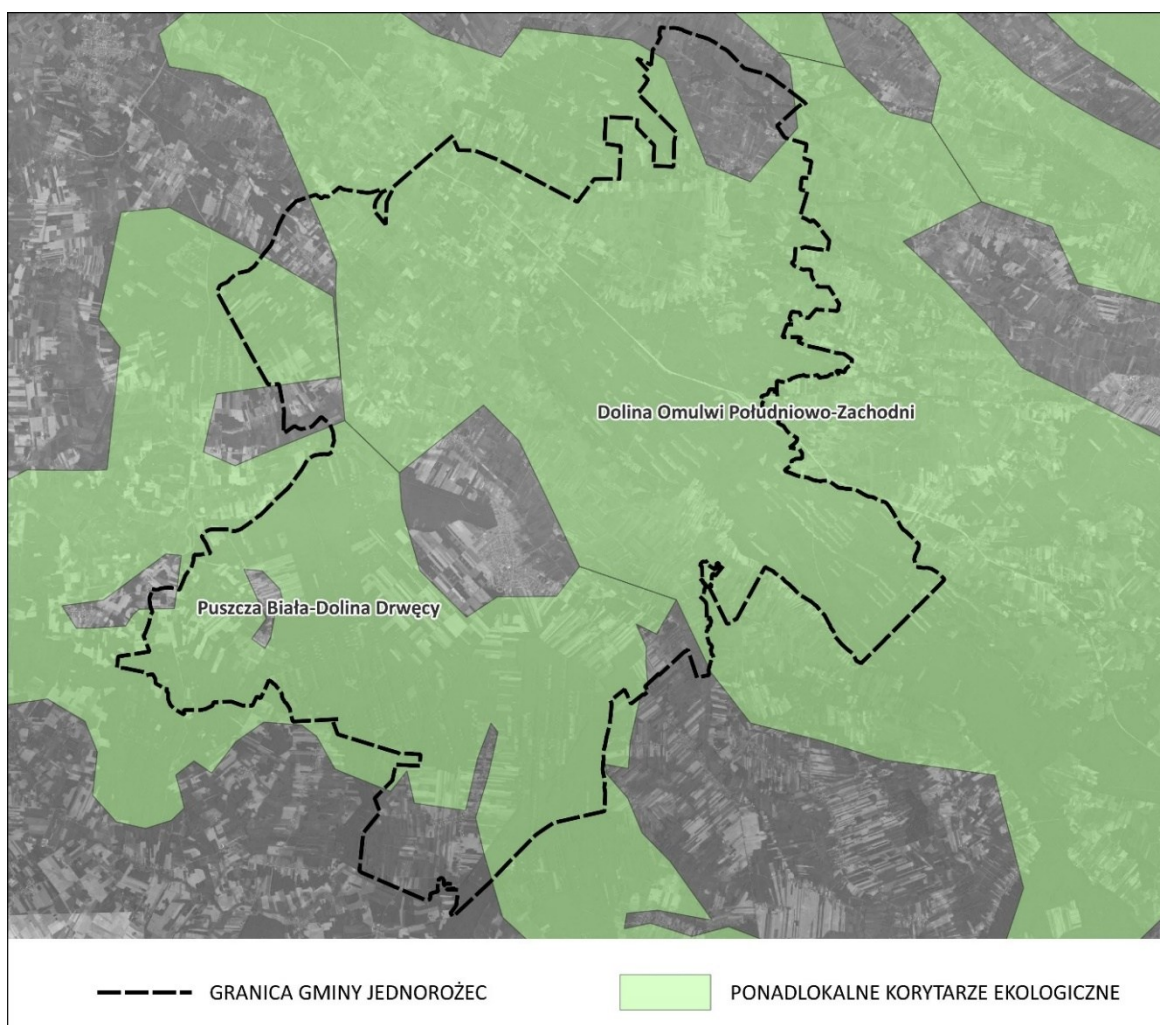 Dolina Omulwi Południowo-Zachodni
Puszcza Biała-Dolina Drwęcy
GRANICA GMINY JEDNOROŻEC
PONADLOKALNE KORYTARZE EKOLOGICZNE